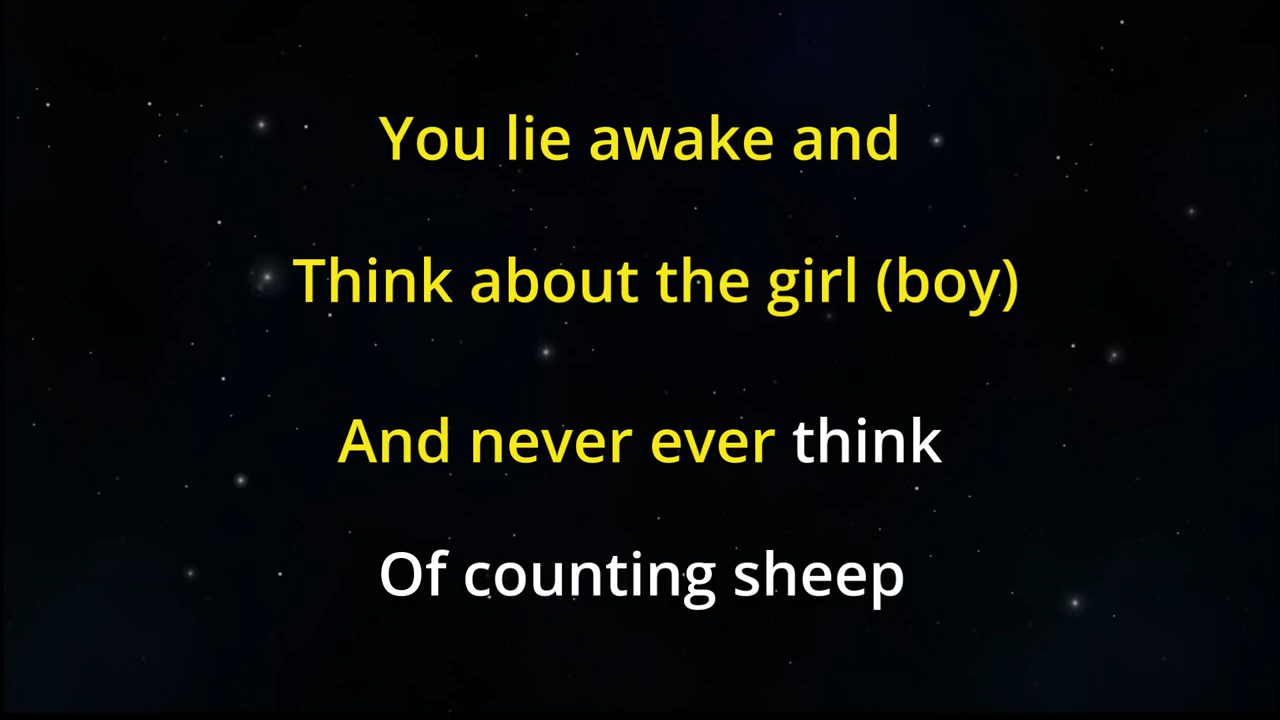 You lie awake and
Think about the girl (boy)
And never ever think
Of counting sheep